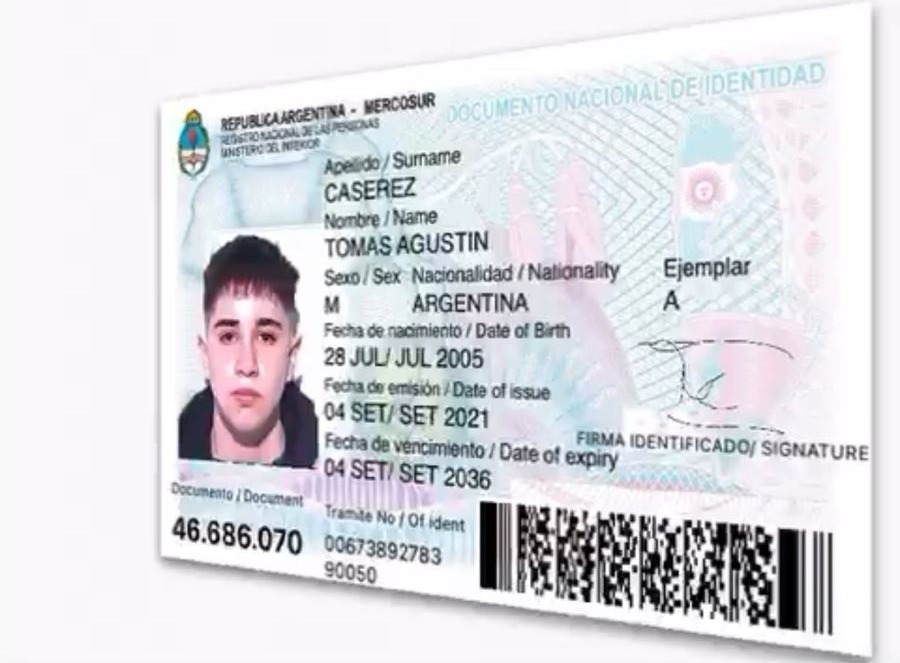 REPUBLICA ARGENTINA - MERCOSUR
REGISTRO NACIONAL DE LAS PERSONAS
MINISTERIO DEL INTERIOR
DOCUMENTO NACIONAL DE IDENTIDAD
Apellido / Surname
CASEREZ
Nombre / Name
TOMAS AGUSTIN
Sexo / Sex Nacionalidad / Nationality
M ARGENTINA
Ejemplar
A
Fecha de nacimiento / Date of Birth
28 JUL/ JUL 2005
Fecha de emisión / Date of issue
04 SET/ SET 2021
Fecha de vencimiento / Date of expiry
04 SET/ SET 2036
FIRMA IDENTIFICADO/ SIGNATURE
Documento / Document
46.686.070
Tramite No / Of ident
00673892783
90050